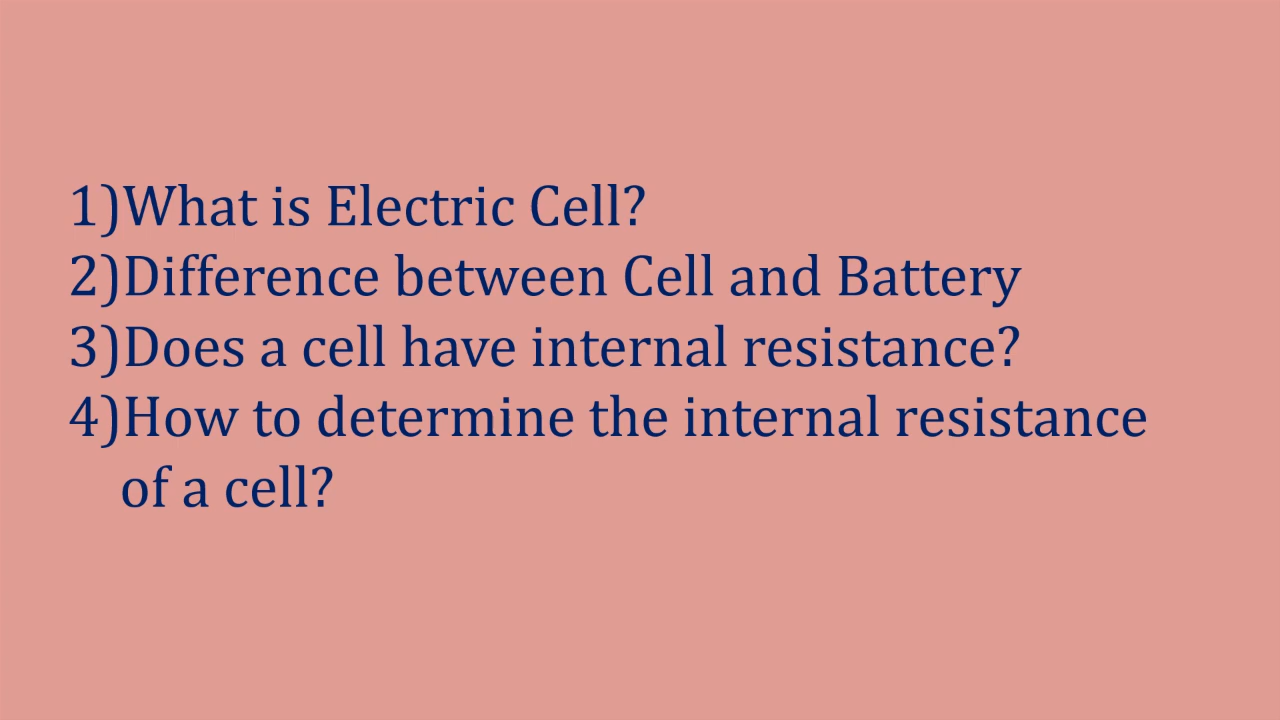 1)What is Electric Cell?
2)Difference between Cell and Battery
3)Does a cell have internal resistance?
4)How to determine the internal resistance
of a cell?